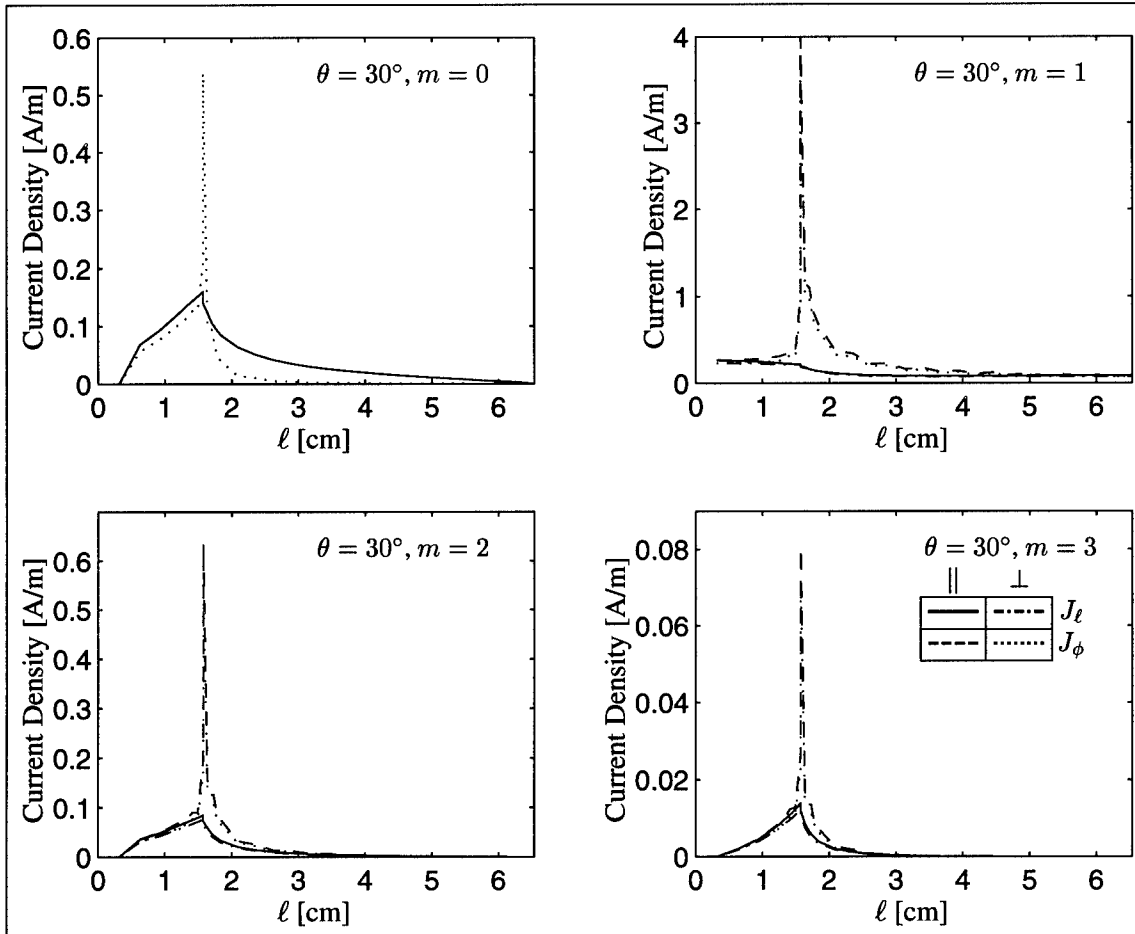 θ = 30°, m = 0
Current Density [A/m]
0.6
0.5
0.4
0.3
0.2
0.1
0
0 1 2 3 4 5 6
ℓ [cm]
θ = 30°, m = 1
Current Density [A/m]
4
3
2
1
0
0 1 2 3 4 5 6
ℓ [cm]
θ = 30°, m = 2
Current Density [A/m]
0.6
0.5
0.4
0.3
0.2
0.1
0
0 1 2 3 4 5 6
ℓ [cm]
θ = 30°, m = 3
|| ⊥
J_ℓ
J_ϕ
Current Density [A/m]
0.08
0.06
0.04
0.02
0
0 1 2 3 4 5 6
ℓ [cm]